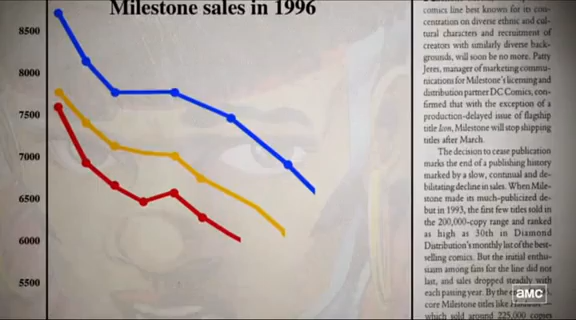 Milestone sales in 1996
8500
8000
7500
7000
6500
6000
5500
comics line best known for its con-
centration on diverse ethnic and cul-
tural characters and recruitment of
creators with similarly diverse back-
grounds, will soon be no more. Patty
Jeres, manager of marketing commu-
nications for Milestone's licensing and
distribution partner DC Comics, con-
firmed that with the exception of a
production-delayed issue of flagship
title Icon, Milestone will stop shipping
titles after March.
The decision to cease publication
marks the end of a publishing history
marked by a slow, continual and de-
bilitating decline in sales. When Mile-
stone made its much-publicized de-
but in 1993, the first few titles sold in
the 200,000-copy range and ranked
as high as 30th in Diamond
Distribution's monthly list of the best-
selling comics. But the initial enthu-
siasm among fans for the line did not
last, and sales dropped steadily with
each passing year. By the
core Milestone titles like
which sold around 225,000 copies
amc